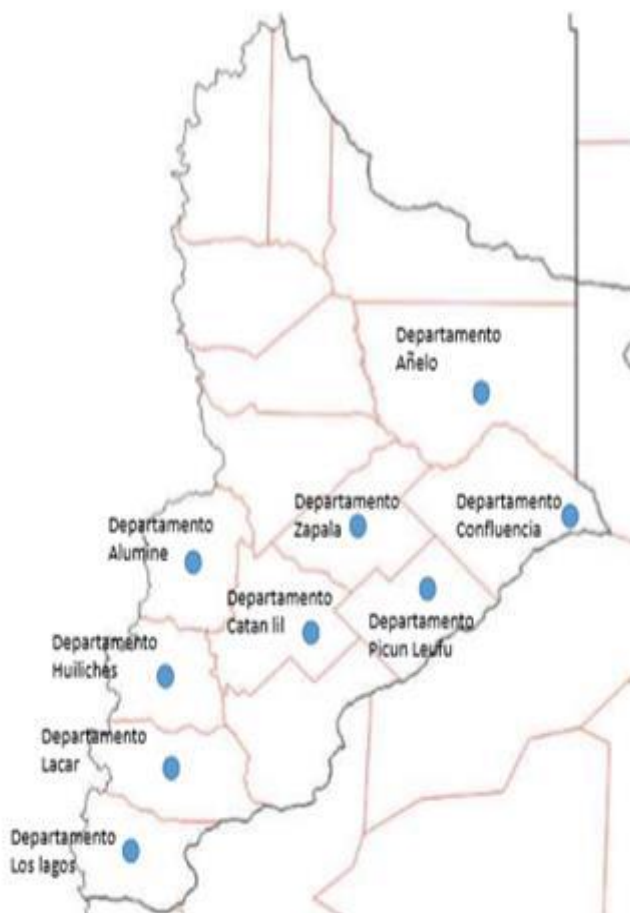 Departamento
Añelo
Departamento
Zapala
Departamento
Confluencia
Departamento
Alumine
Departamento
Catan lil
Departamento
Picun Leufu
Departamento
Huiliches
Departamento
Lacar
Departamento
Los lagos